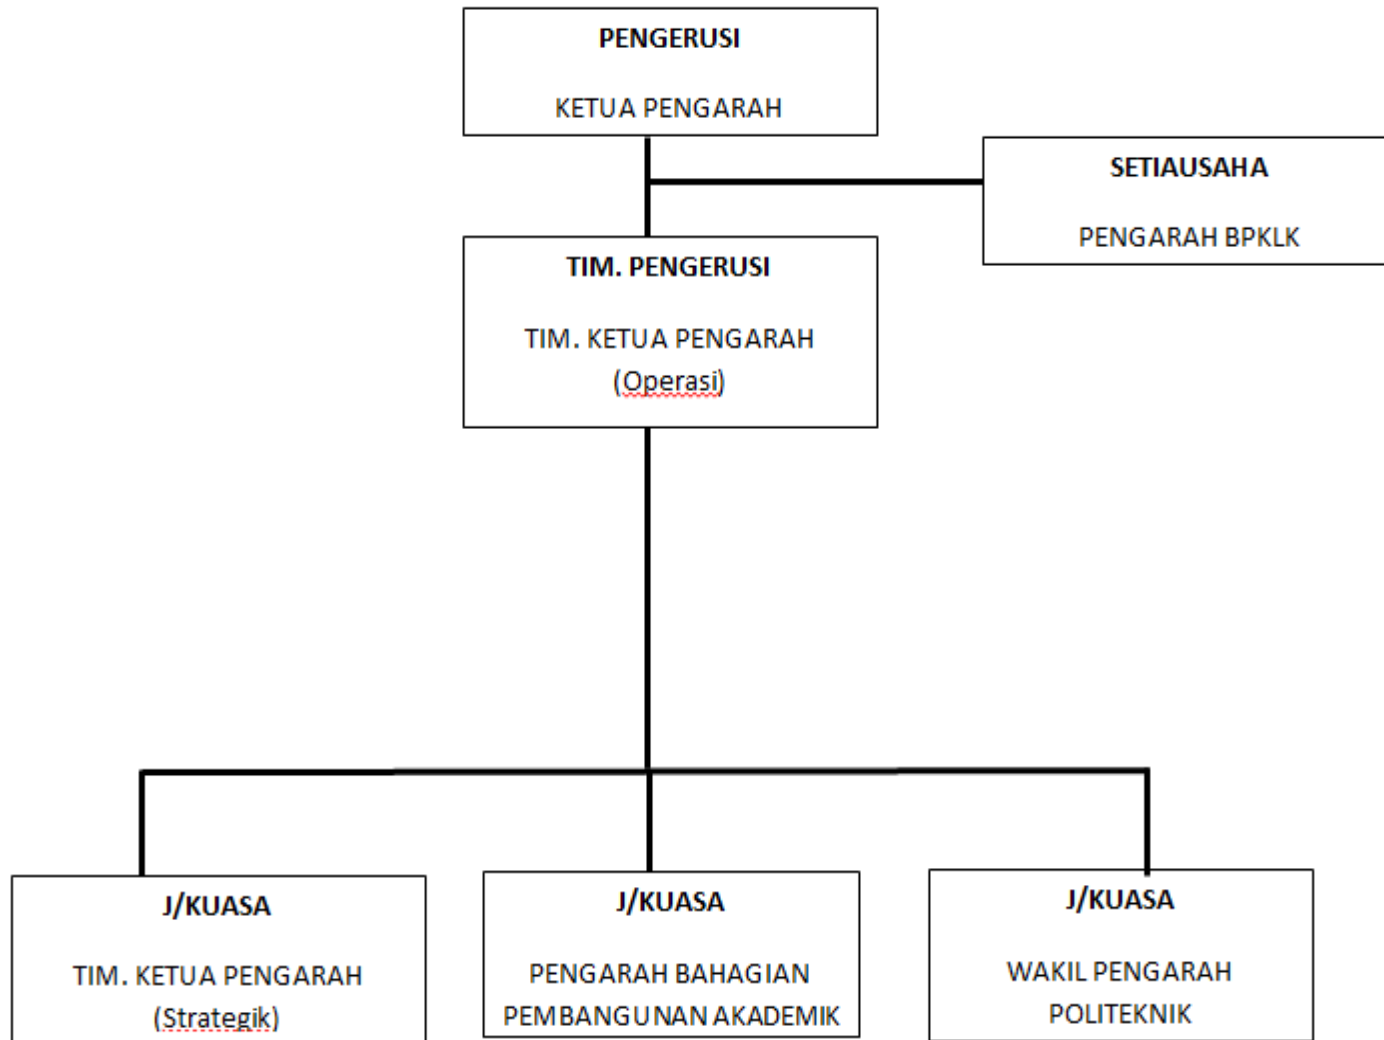 PENGERUSI
KETUA PENGARAH
SETIAUSAHA
PENGARAH BPKLK
TIM. PENGERUSI
TIM. KETUA PENGARAH
(Operasi)
J/KUASA
TIM. KETUA PENGARAH
(Strategik)
J/KUASA
PENGARAH BAHAGIAN
PEMBANGUNAN AKADEMIK
J/KUASA
WAKIL PENGARAH
POLITEKNIK